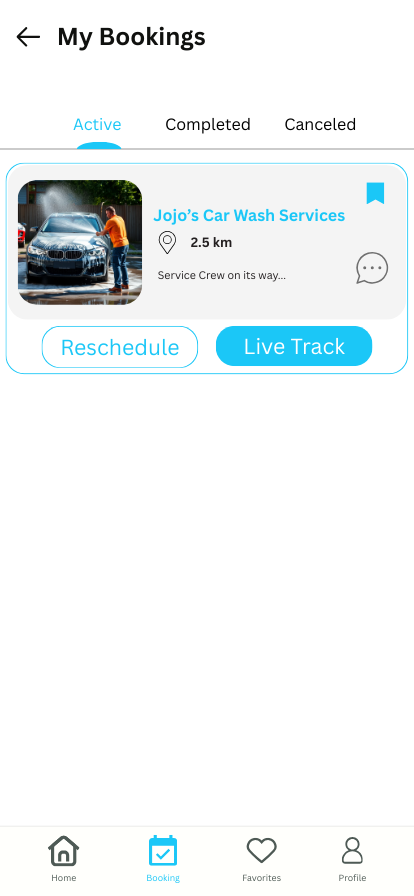 My Bookings
Active Completed Canceled
Jojo's Car Wash Services
2.5 km
Service Crew on its way...
Reschedule Live Track
Home Booking Favorites Profile